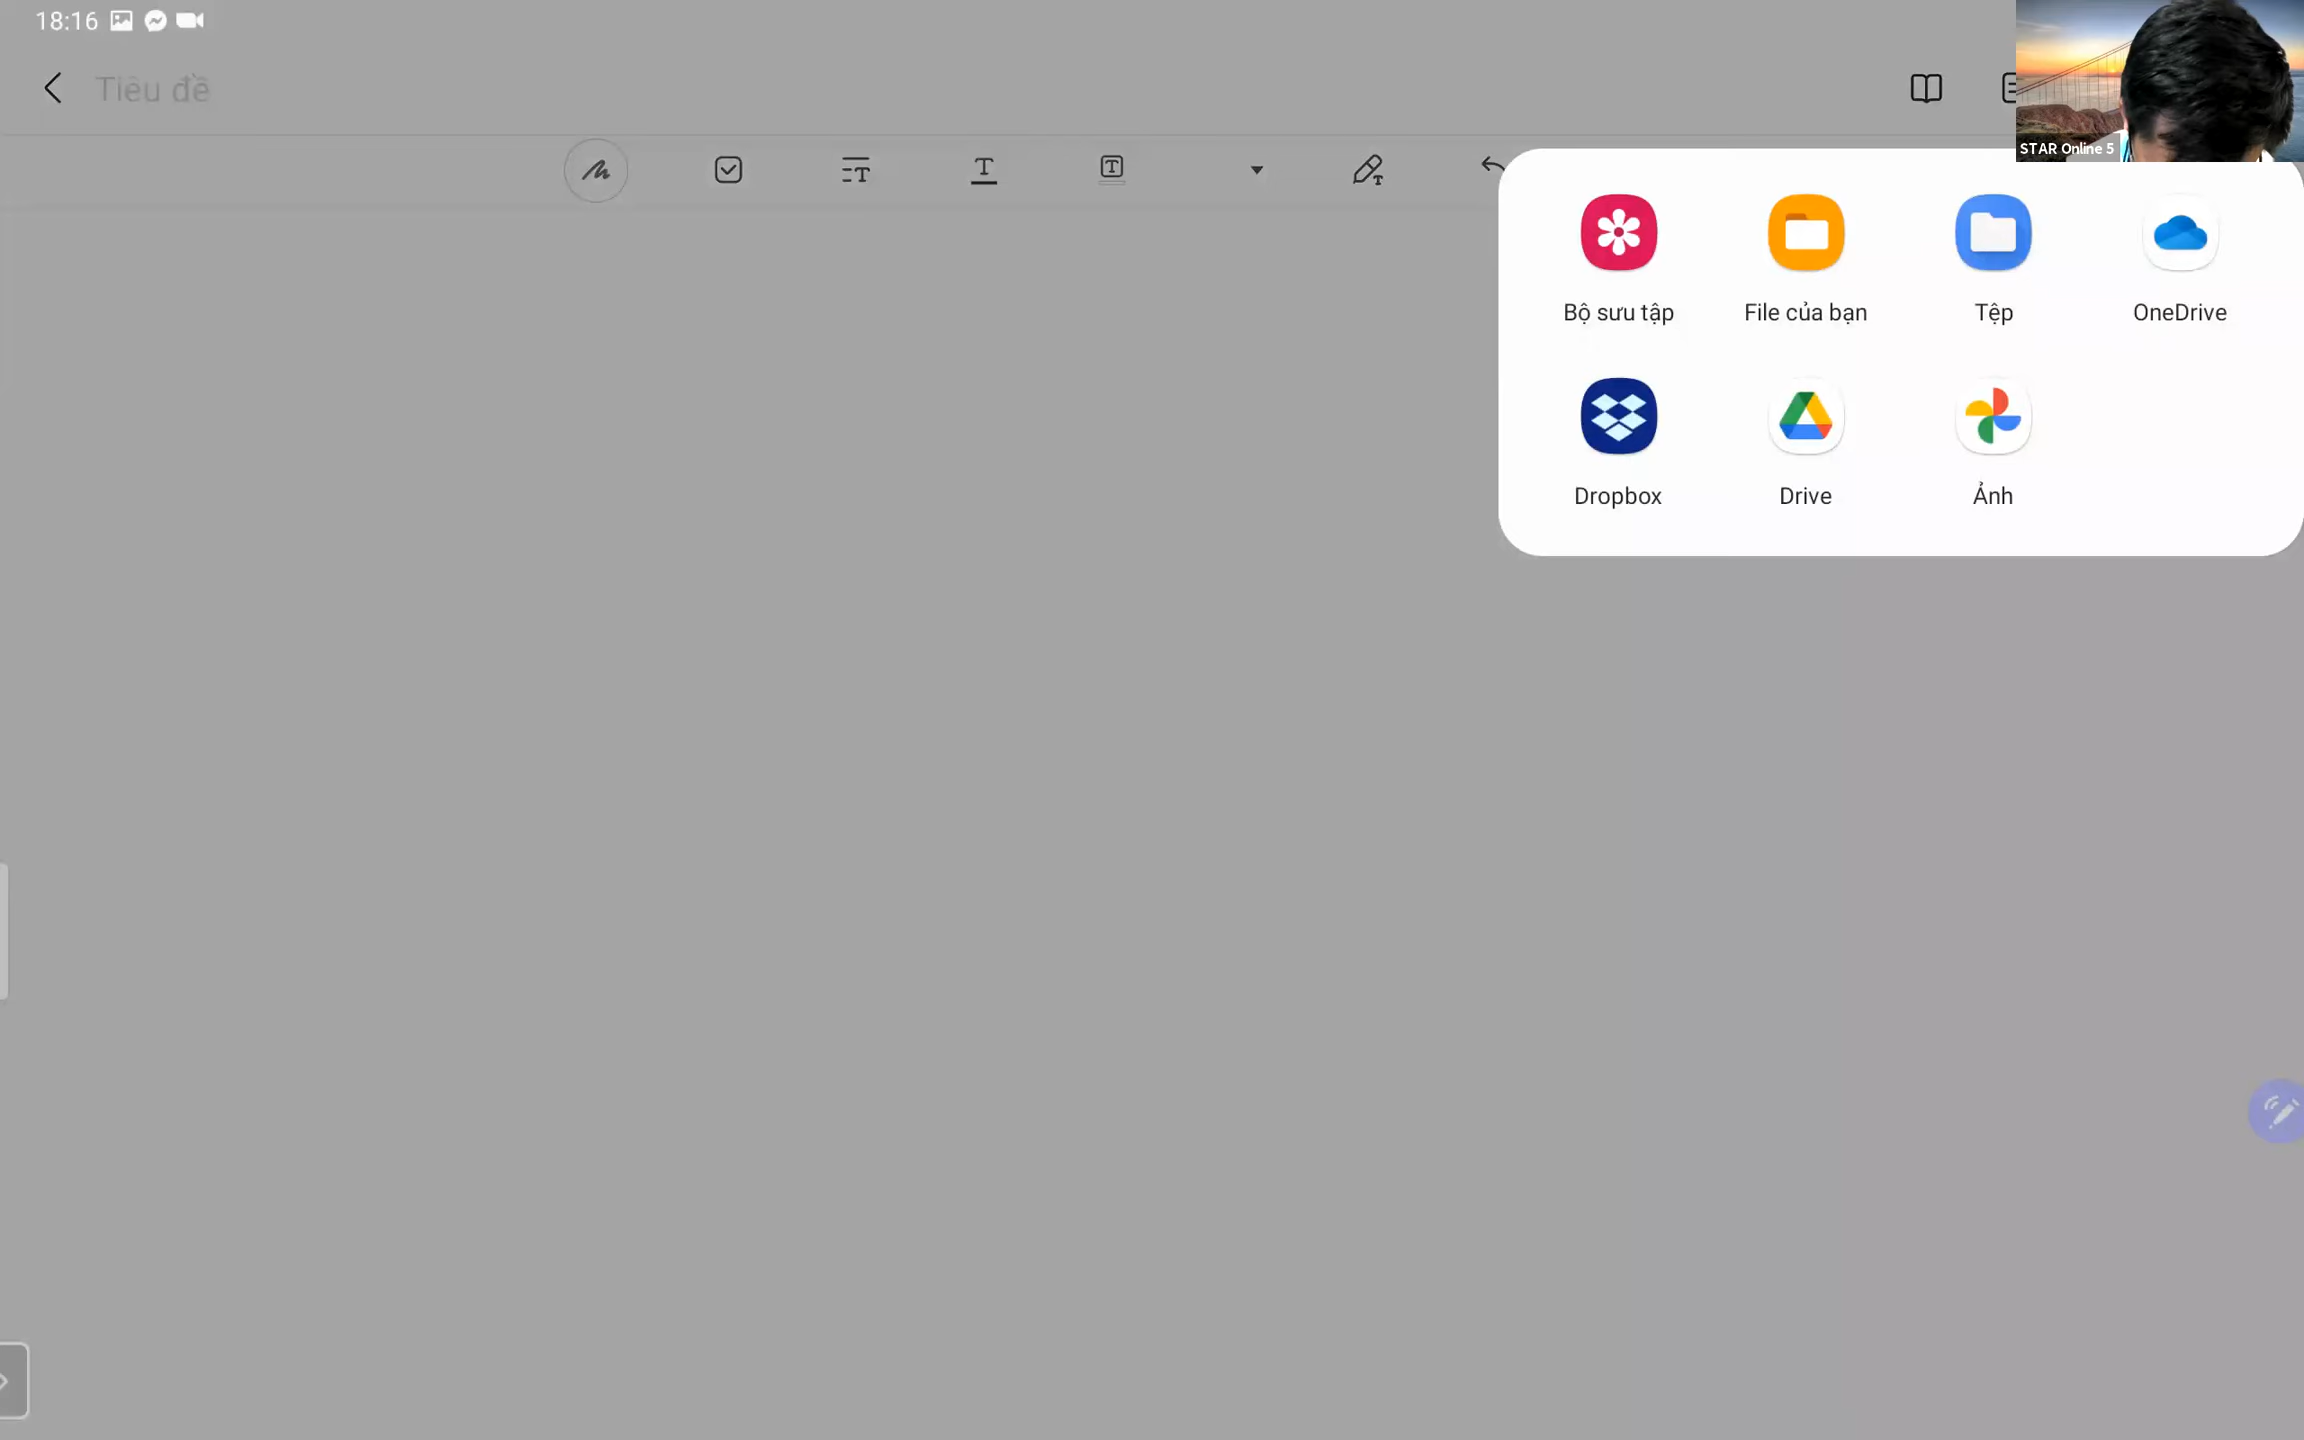 18:16
Tiêu đề
STAR Online 5
Bộ sưu tập
File của bạn
Tệp
OneDrive
Dropbox
Drive
Ảnh